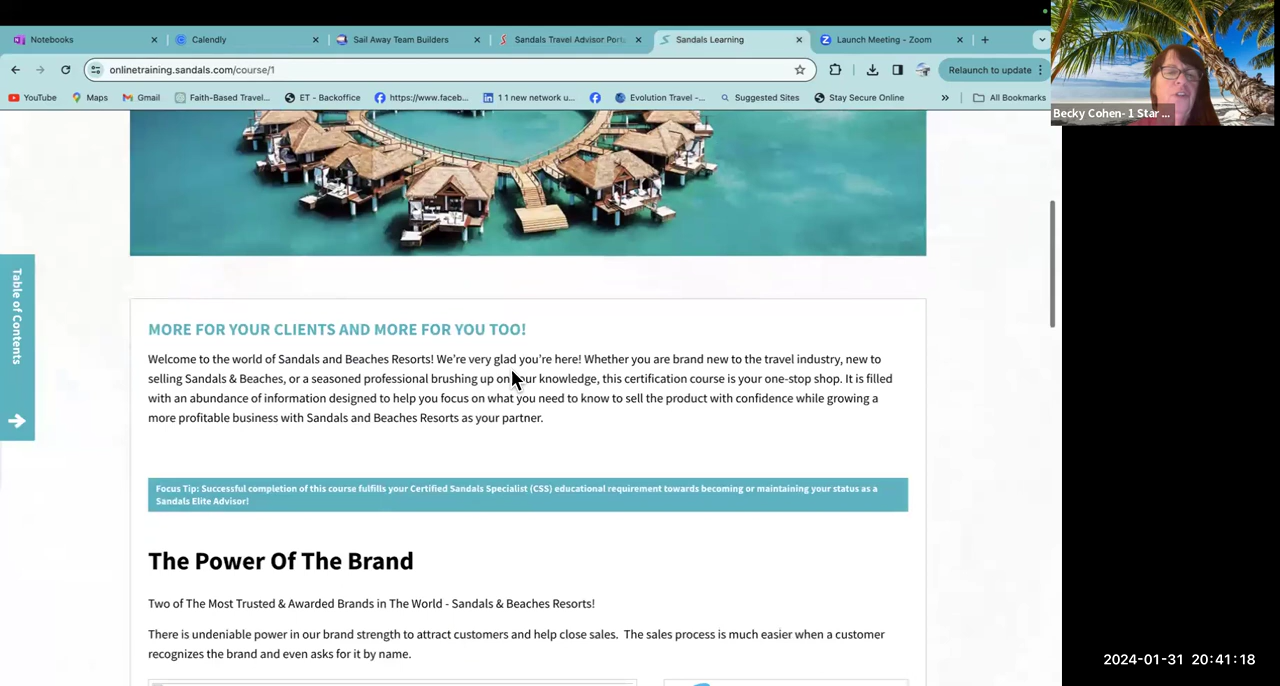 Notebooks
Calendly
Sail Away Team Builders
Sandals Travel Advisor Port
Sandals Learning
Launch Meeting - Zoom
onlinetraining.sandals.com/course/1
Relaunch to update
YouTube
Maps
Gmail
Faith-Based Travel...
ET - Backoffice
https://www.faceb...
1 1 new network u...
Evolution Travel -...
Suggested Sites
Stay Secure Online
»
All Bookmarks
Becky Cohen- 1 Star ...
Table of Contents
MORE FOR YOUR CLIENTS AND MORE FOR YOU TOO!
Welcome to the world of Sandals and Beaches Resorts! We're very glad you're here! Whether you are brand new to the travel industry, new to
selling Sandals & Beaches, or a seasoned professional brushing up on your knowledge, this certification course is your one-stop shop. It is filled
with an abundance of information designed to help you focus on what you need to know to sell the product with confidence while growing a
more profitable business with Sandals and Beaches Resorts as your partner.
Focus Tip: Successful completion of this course fulfills your Certified Sandals Specialist (CSS) educational requirement towards becoming or maintaining your status as a
Sandals Elite Advisor!
The Power Of The Brand
Two of The Most Trusted & Awarded Brands in The World - Sandals & Beaches Resorts!
There is undeniable power in our brand strength to attract customers and help close sales. The sales process is much easier when a customer
recognizes the brand and even asks for it by name.
2024-01-31 20:41:18